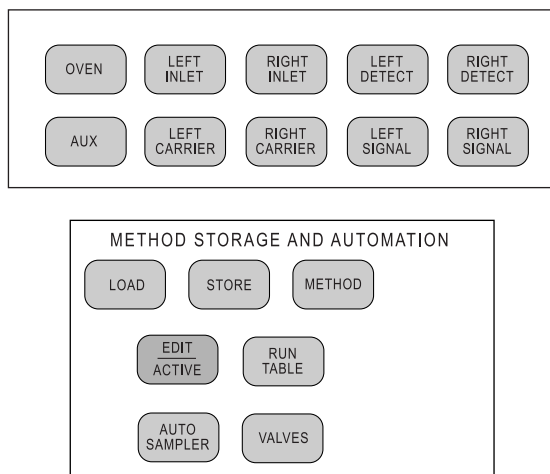 OVEN
LEFT
INLET
RIGHT
INLET
LEFT
DETECT
RIGHT
DETECT
AUX
LEFT
CARRIER
RIGHT
CARRIER
LEFT
SIGNAL
RIGHT
SIGNAL
METHOD STORAGE AND AUTOMATION
LOAD
STORE
METHOD
EDIT
ACTIVE
RUN
TABLE
AUTO
SAMPLER
VALVES